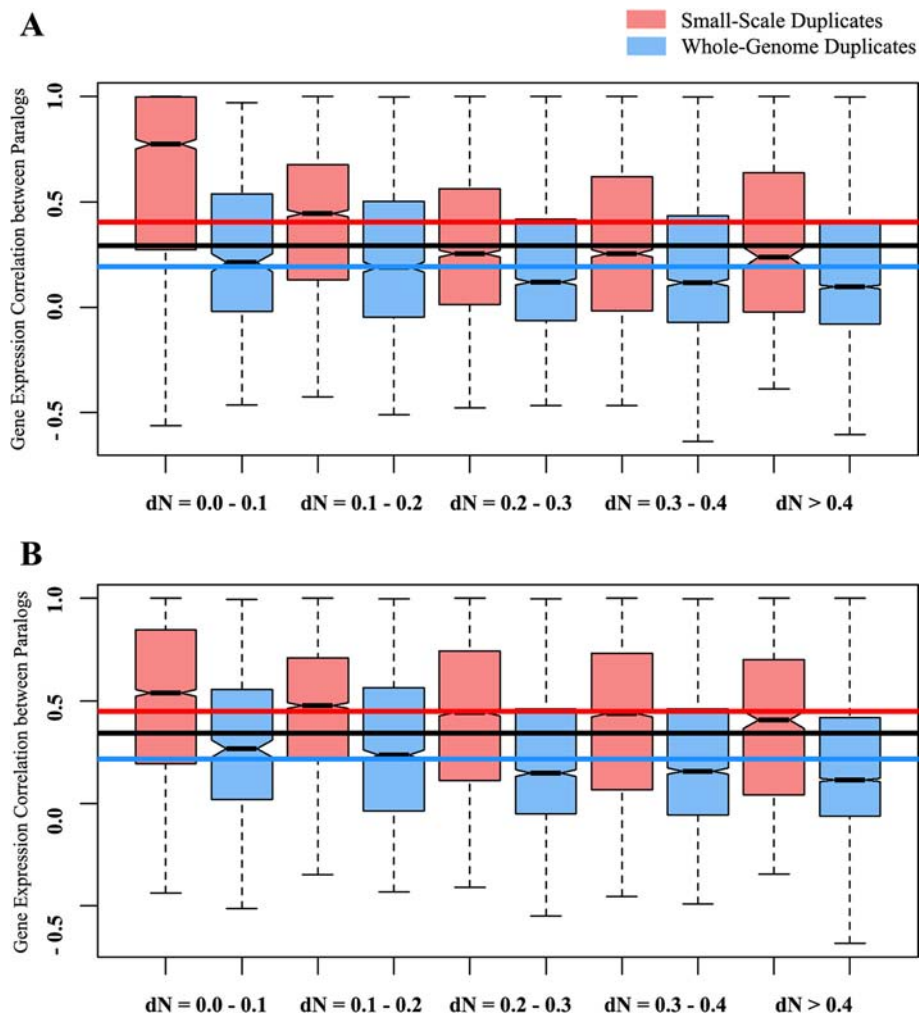 A
Small-Scale Duplicates
Whole-Genome Duplicates
Gene Expression Correlation between Paralogs
1.0
0.5
0.0
- 0.5
dN = 0.0 - 0.1
dN = 0.1 - 0.2
dN = 0.2 - 0.3
dN = 0.3 - 0.4
dN > 0.4
B
Gene Expression Correlation between Paralogs
1.0
0.5
0.0
- 0.5
dN = 0.0 - 0.1
dN = 0.1 - 0.2
dN = 0.2 - 0.3
dN = 0.3 - 0.4
dN > 0.4